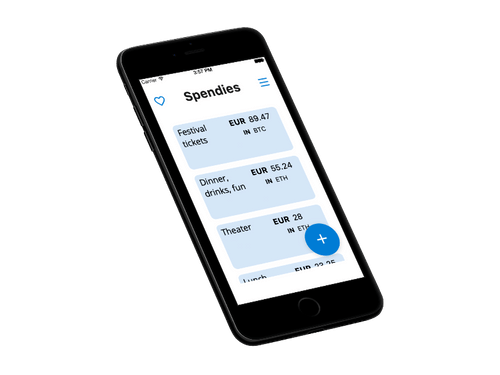 Carrier 3:57 PM
Spendies
Festival tickets
EUR 89.47
IN BTC
Dinner, drinks, fun
EUR 55.24
IN ETH
Theater
EUR 28
IN ETH
+
Lunch
EUR